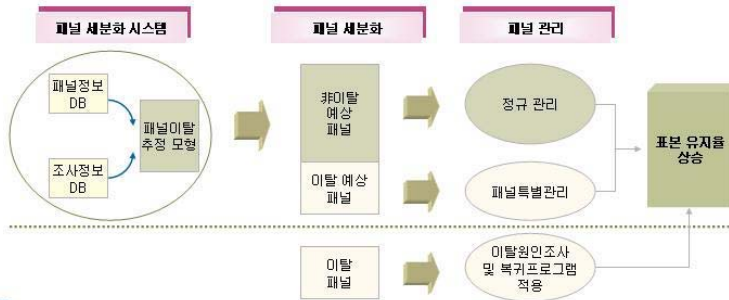 패널 세분화 시스템
패널 세분화
패널 관리
패널정보
DB
조사정보
DB
패널이탈
추정 모형
非이탈
예상
패널
이탈 예상
패널
정규 관리
패널특별관리
표본 유지율
상승
이탈
패널
이탈원인조사
및 복귀프로그램
적용